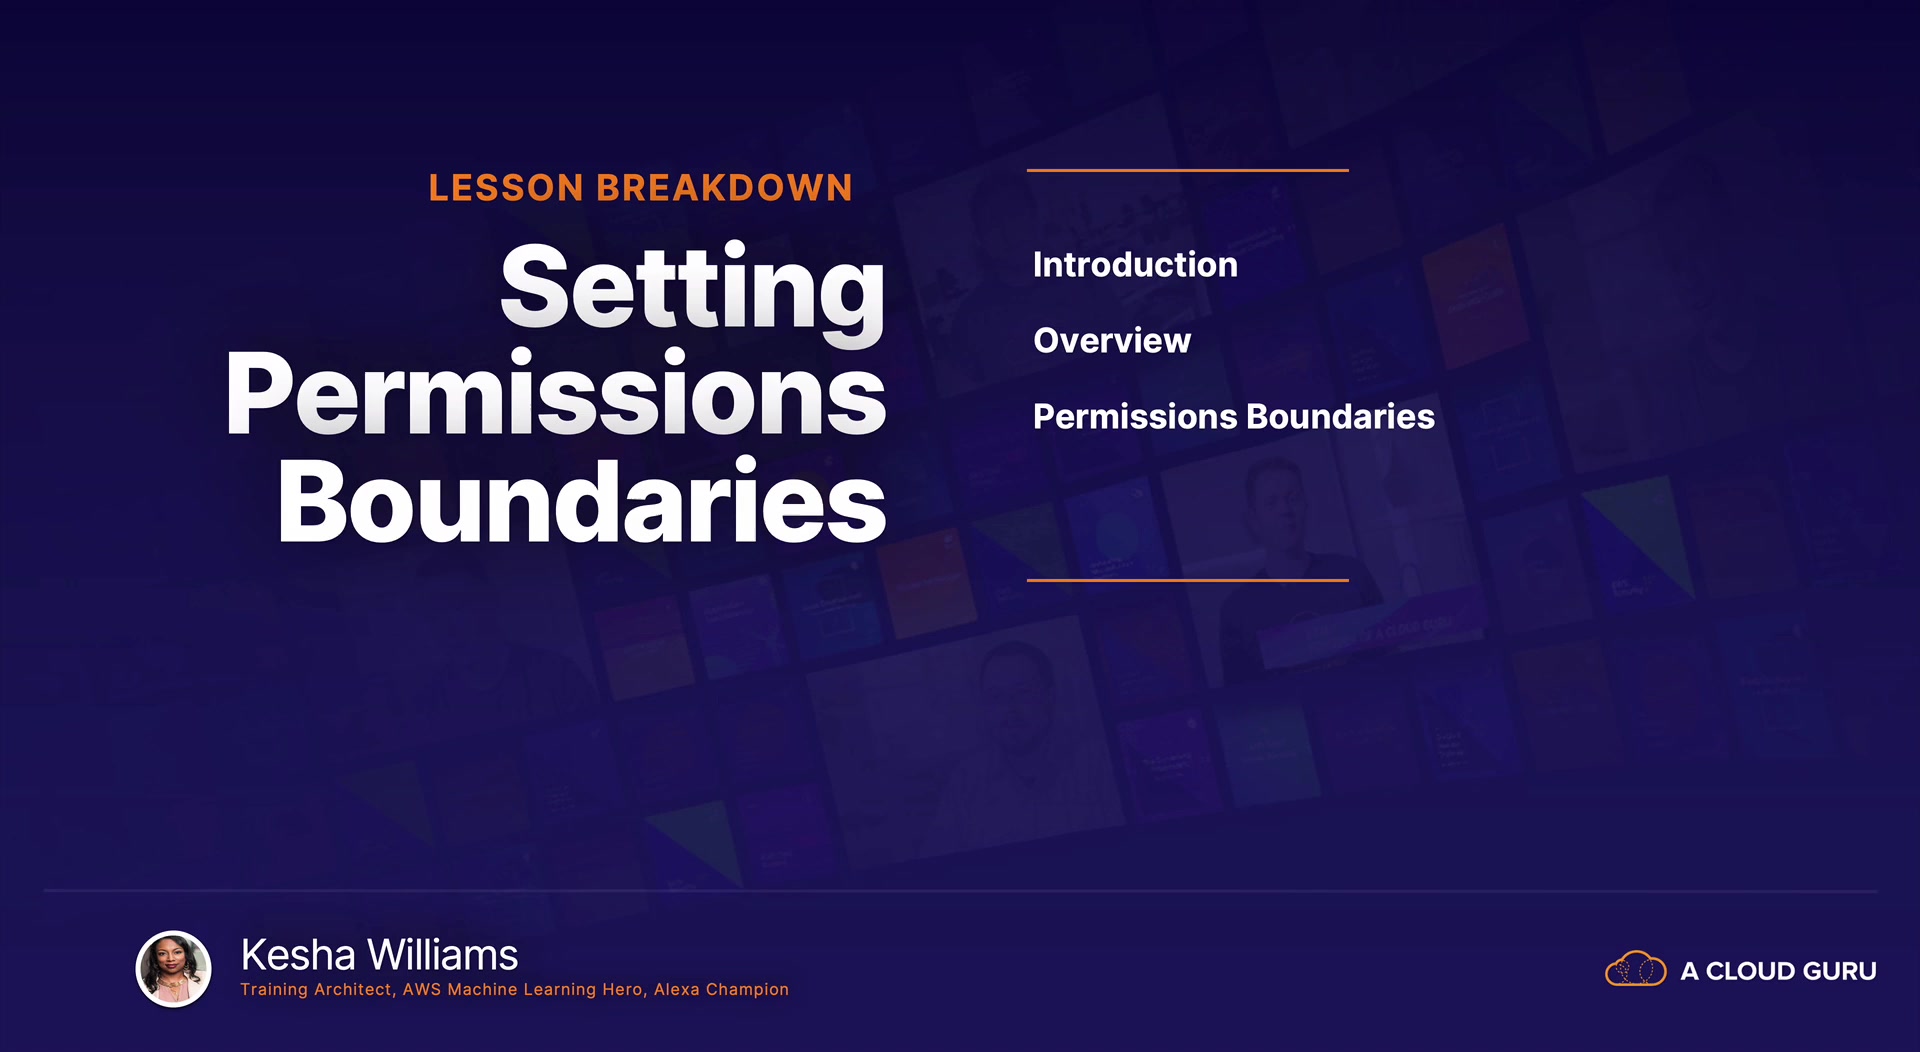 LESSON BREAKDOWN
Setting
Permissions
Boundaries
Introduction
Overview
Permissions Boundaries
Kesha Williams
Training Architect, AWS Machine Learning Hero, Alexa Champion
A CLOUD GURU